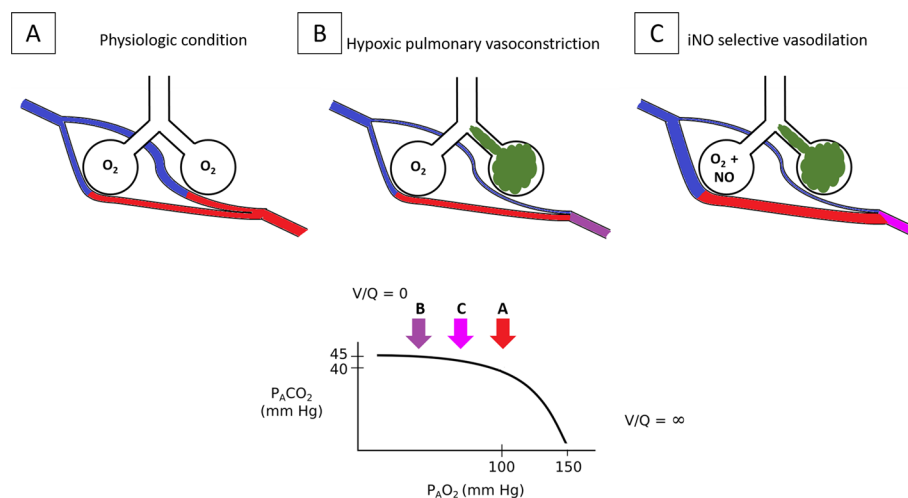 A
Physiologic condition
B
Hypoxic pulmonary vasoconstriction
C
iNO selective vasodilation
O₂
O₂
O₂
O₂ +
NO
V/Q = 0
B
C
A
45
40
PACO₂
(mm Hg)
V/Q = ∞
100
150
PAO₂ (mm Hg)